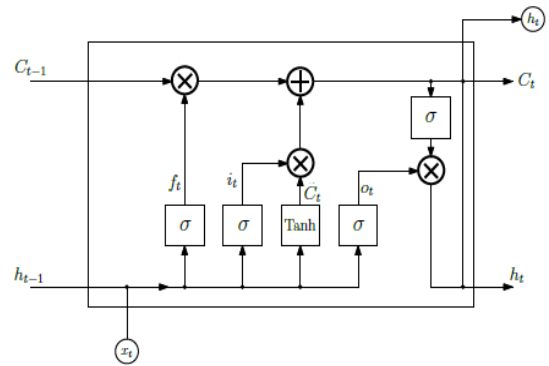 h_t
C_{t-1}
C_t
σ
f_t
i_t
C̈_t
o_t
σ
σ
Tanh
σ
h_{t-1}
h_t
x_t